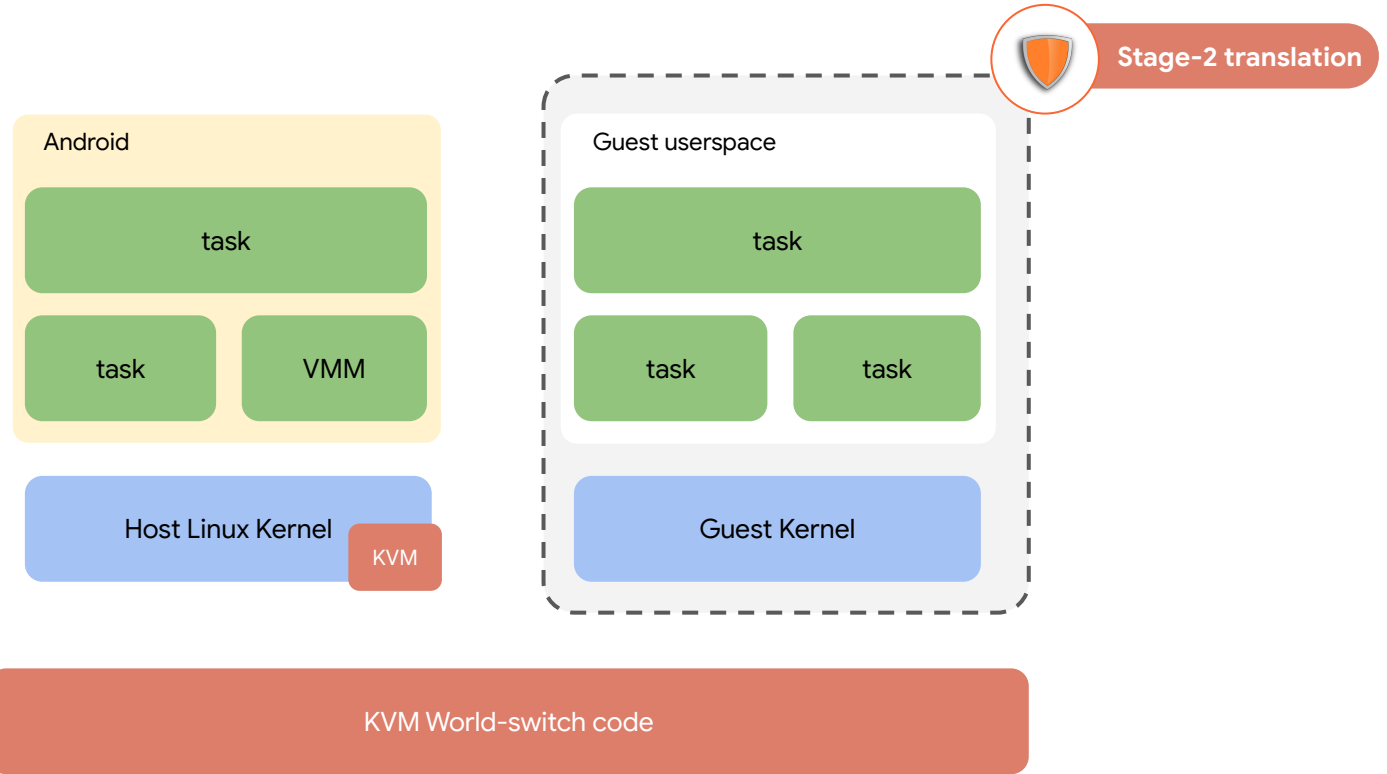 Stage-2 translation
Android
task
task
VMM
Host Linux Kernel
KVM
Guest userspace
task
task
task
Guest Kernel
KVM World-switch code